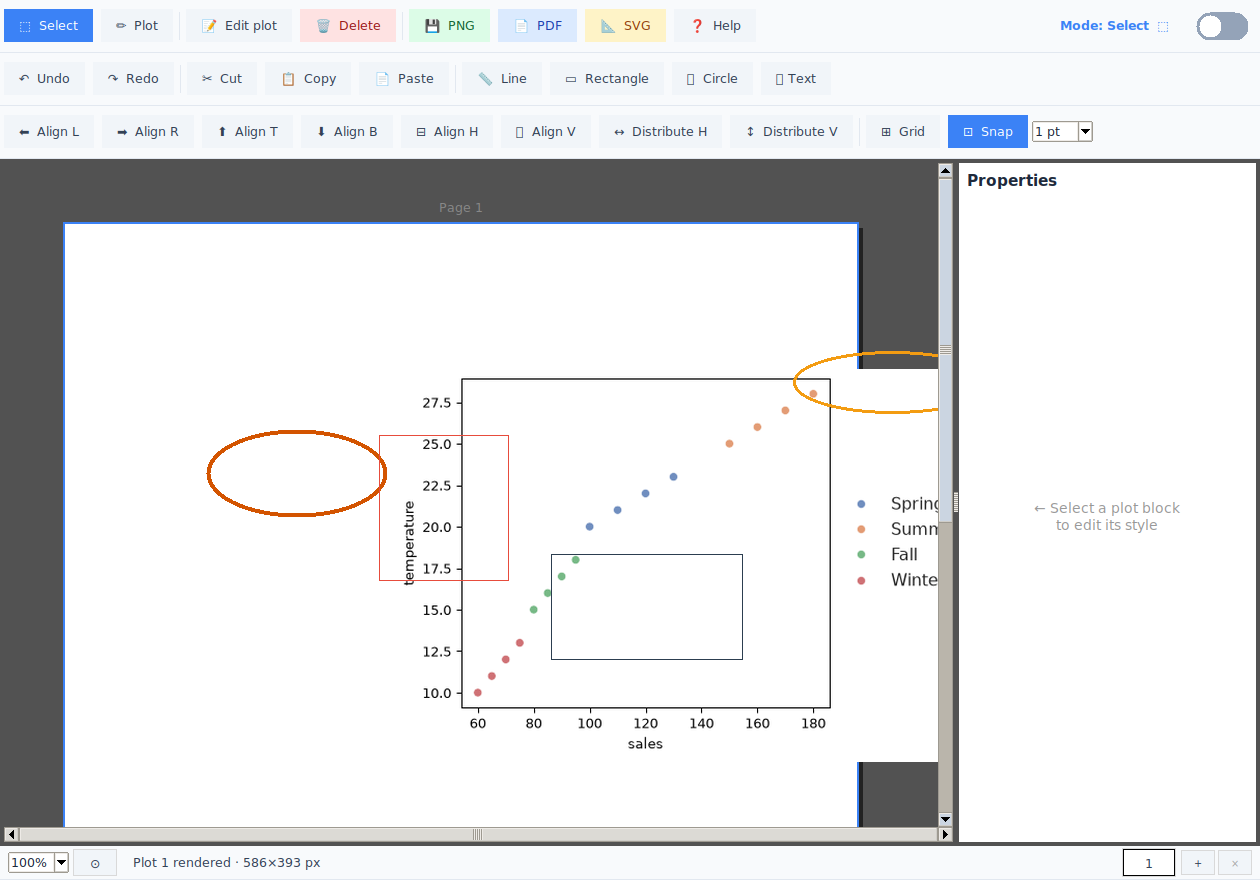 Select Plot Edit plot Delete PNG PDF SVG Help Mode: Select
Undo Redo Cut Copy Paste Line Rectangle Circle Text
Align L Align R Align T Align B Align H Align V Distribute H Distribute V Grid Snap 1 pt
Page 1
Properties
27.5
25.0
22.5
20.0
17.5
15.0
12.5
10.0
temperature
60 80 100 120 140 160 180
sales
Spring
Summ
Fall
Winte
← Select a plot block
to edit its style
100% Plot 1 rendered · 586×393 px 1 + ×